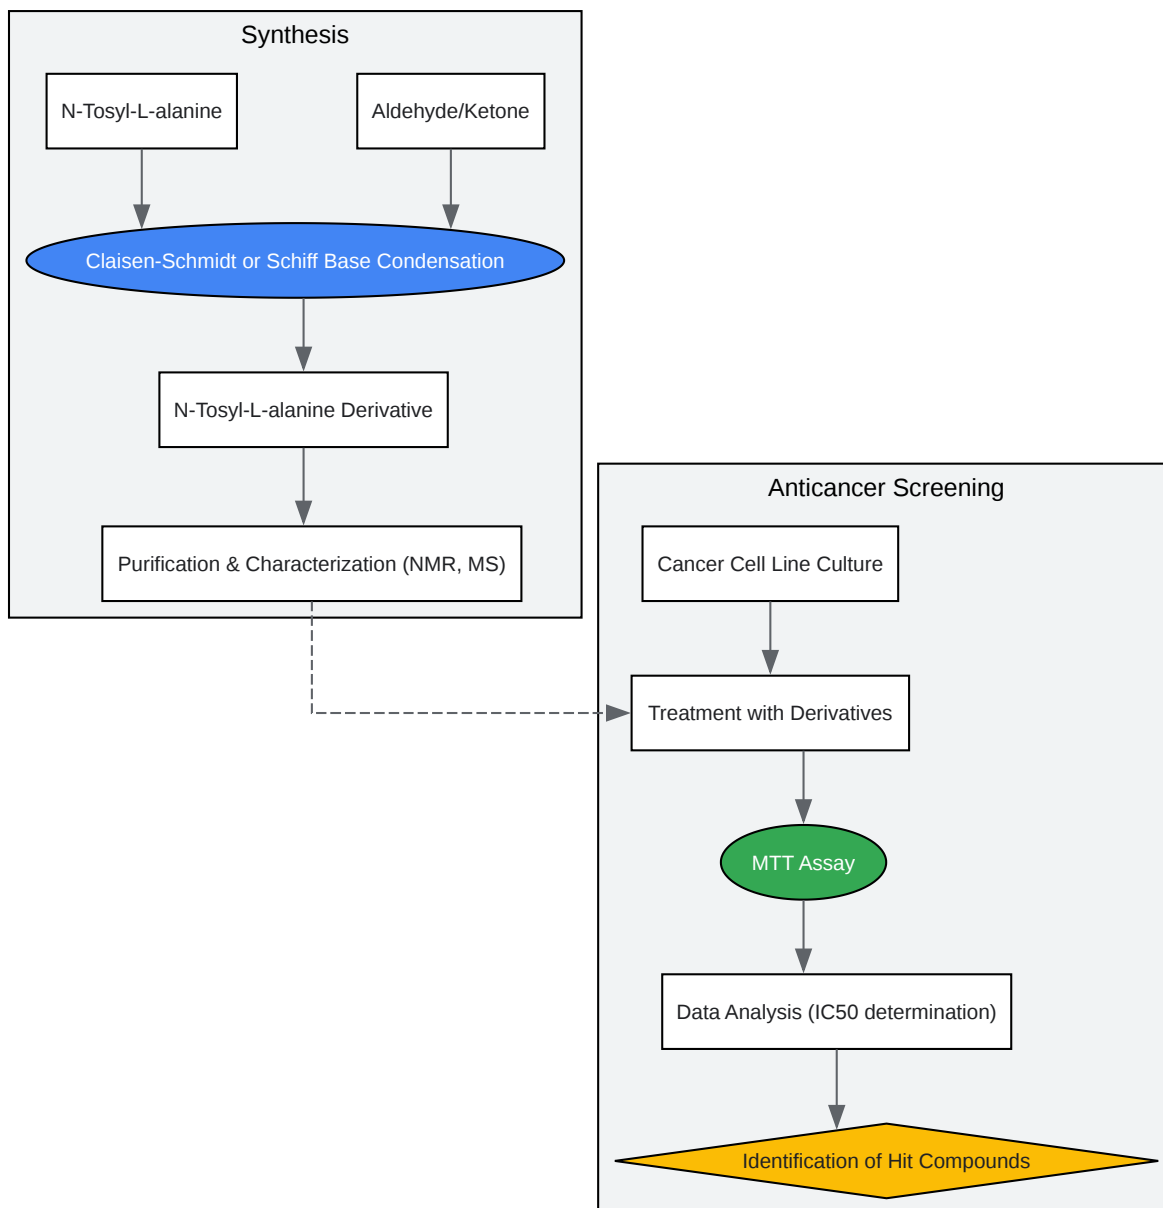 Synthesis
N-Tosyl-L-alanine
Aldehyde/Ketone
Claisen-Schmidt or Schiff Base Condensation
N-Tosyl-L-alanine Derivative
Purification & Characterization (NMR, MS)
Anticancer Screening
Cancer Cell Line Culture
Treatment with Derivatives
MTT Assay
Data Analysis (IC50 determination)
Identification of Hit Compounds